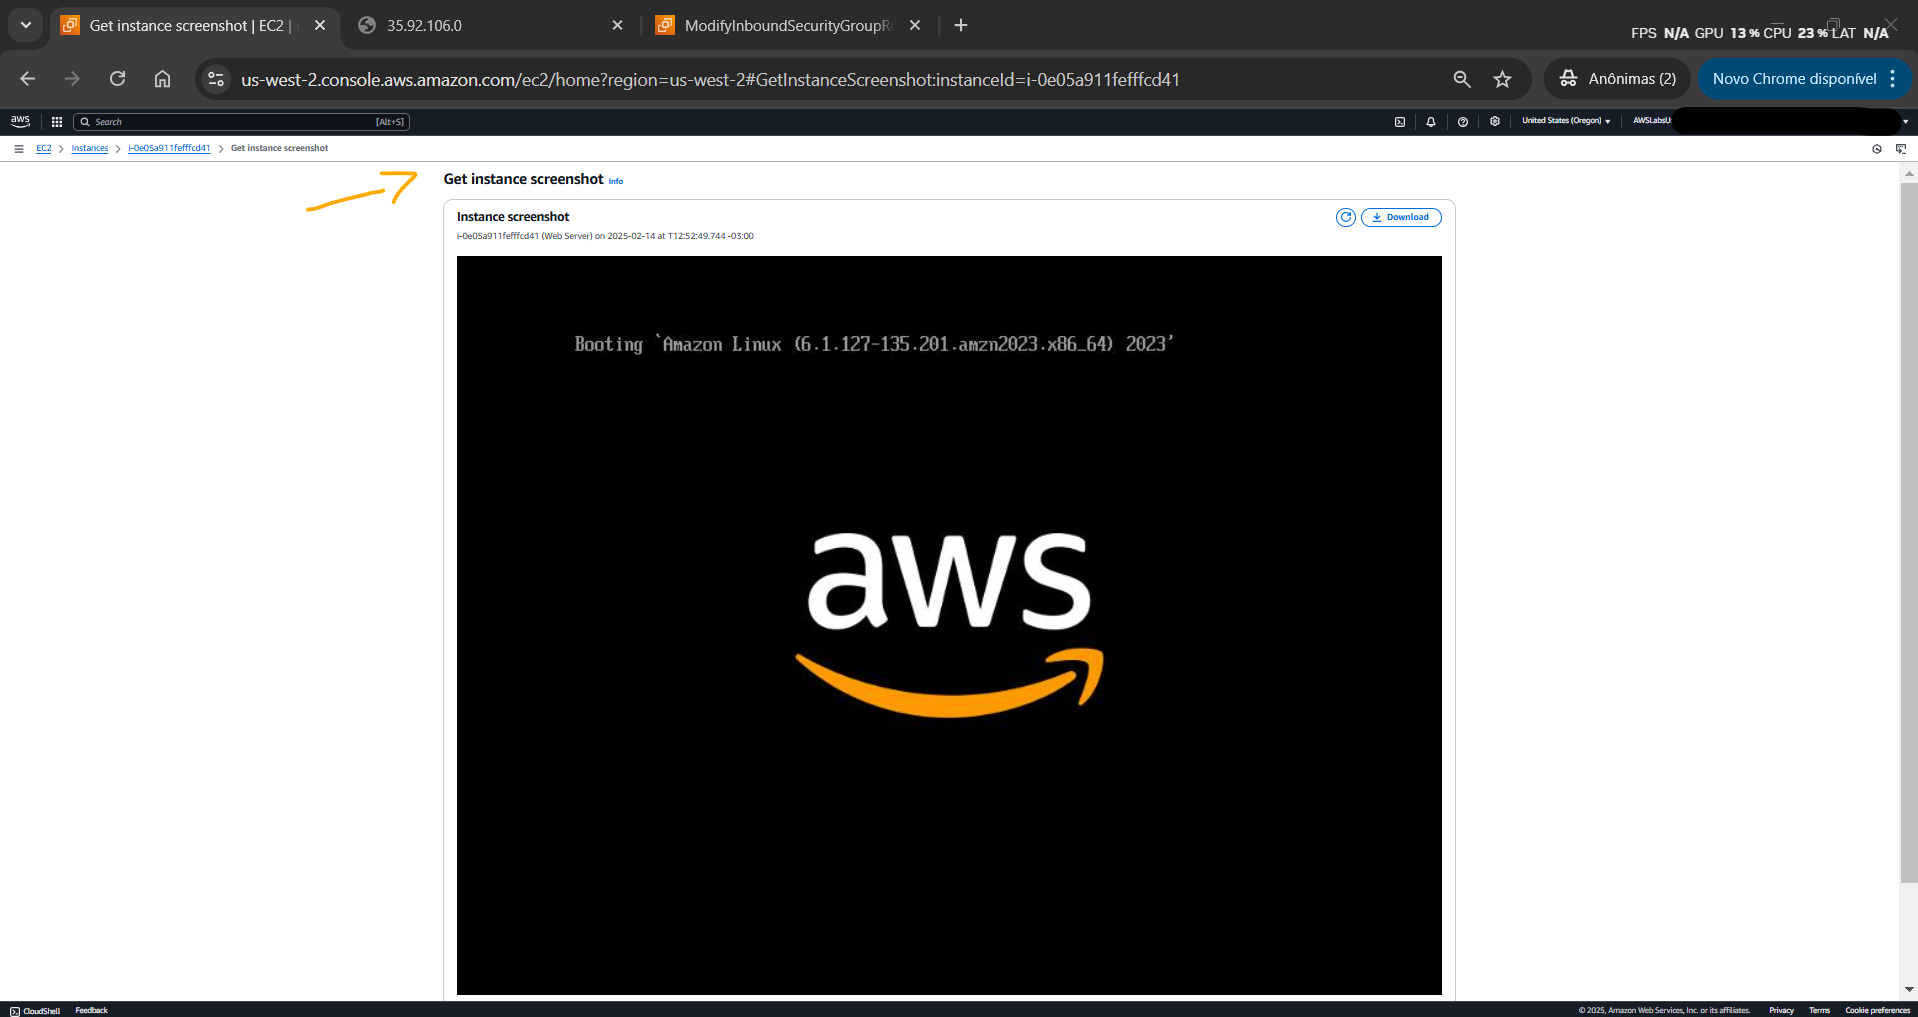 Get instance screenshot | EC2 |
35.92.106.0
ModifyInboundSecurityGroupR
FPS N/A GPU 13 % CPU 23 % LAT N/A
us-west-2.console.aws.amazon.com/ec2/home?region=us-west-2#GetInstanceScreenshot:instanceId=i-0e05a911fefffcd41
Anônimas (2)
Novo Chrome disponível
aws
Search
[Alt+S]
United States (Oregon)
AWSLabsU
EC2 > Instances > i-0e05a911fefffcd41 > Get instance screenshot
Get instance screenshot Info
Instance screenshot
Download
i-0e05a911fefffcd41 (Web Server) on 2025-02-14 at T12:52:49.744 -03:00
Booting `Amazon Linux (6.1.127-135.201.amzn2023.x86_64) 2023'
aws
CloudShell Feedback
© 2025, Amazon Web Services, Inc. or its affiliates. Privacy Terms Cookie preferences